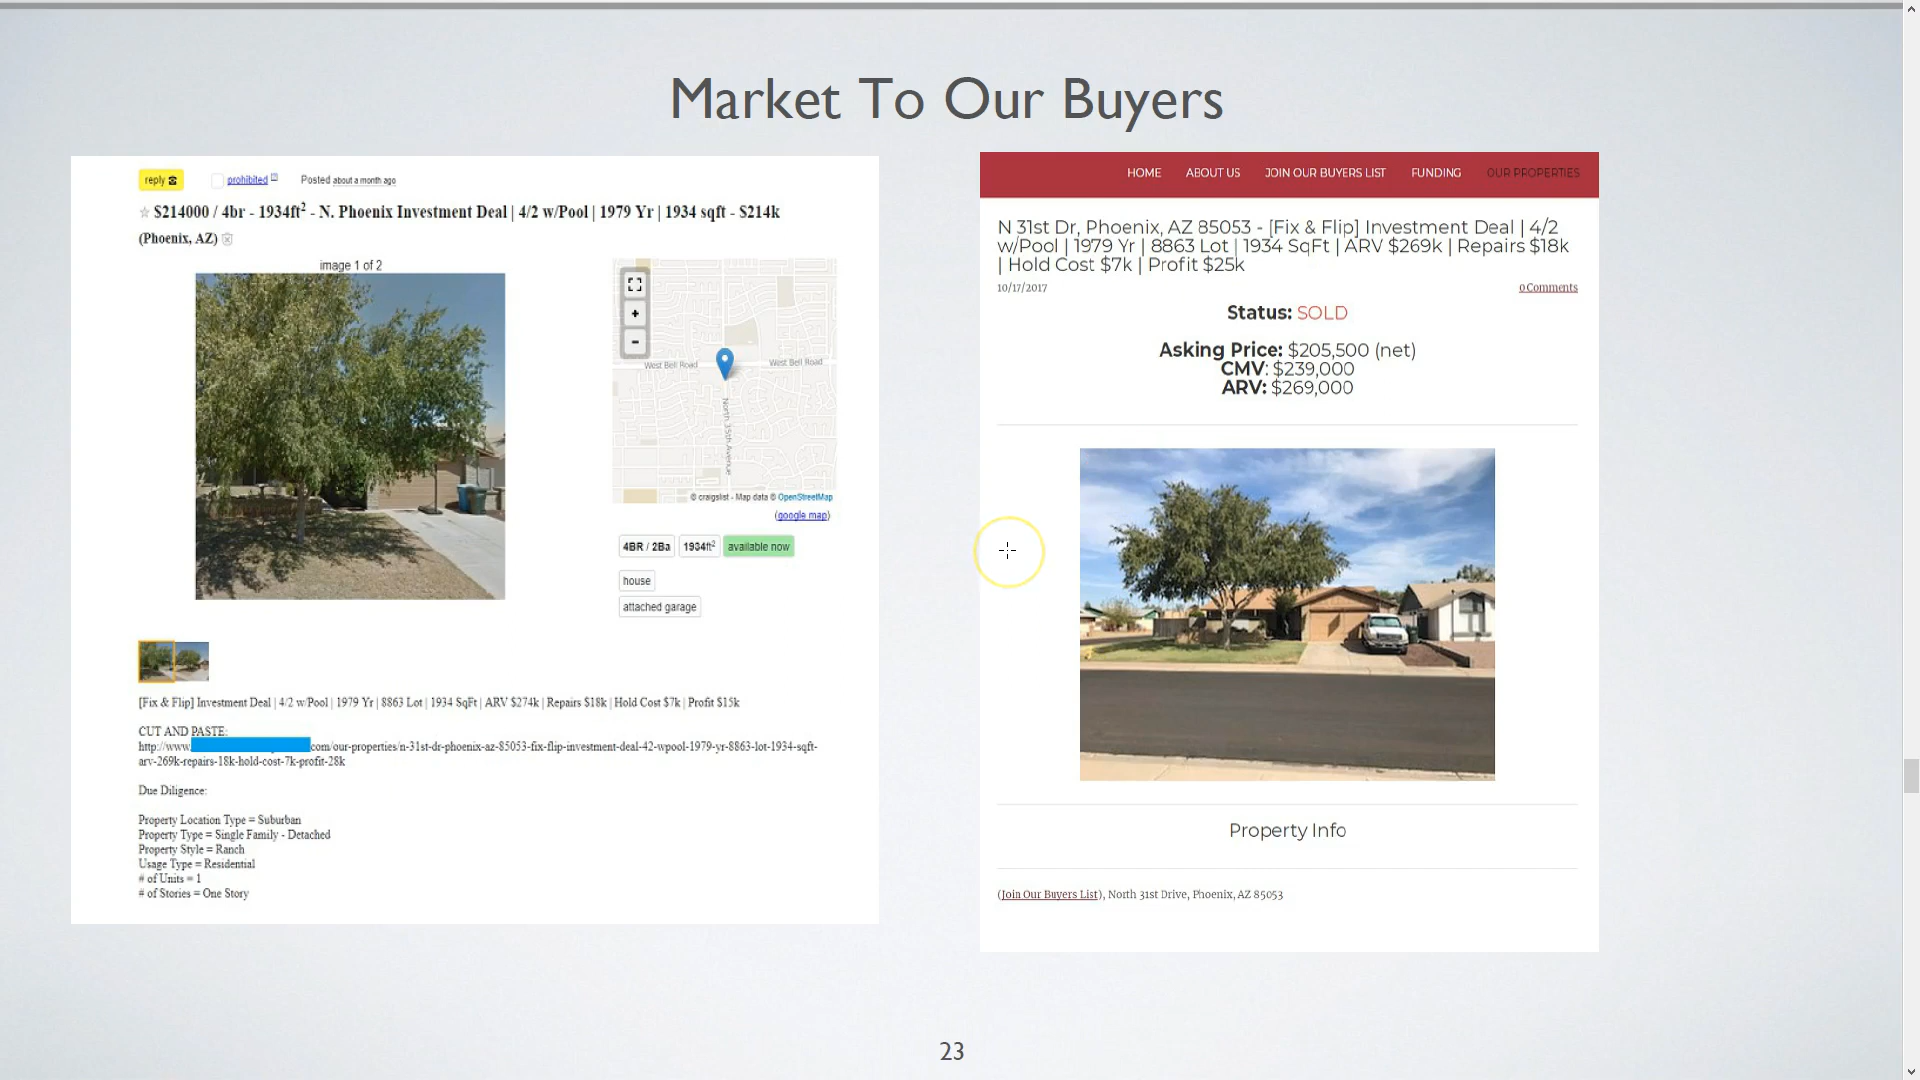 Market To Our Buyers
reply ☎ prohibited [?] Posted about a month ago
☆ $214000 / 4br - 1934ft² - N. Phoenix Investment Deal | 4/2 w/Pool | 1979 Yr | 1934 sqft - $214k
(Phoenix, AZ)
image 1 of 2
+
-
West Bell Road
West Bell Road
North 35th Avenue
© craigslist - Map data © OpenStreetMap
(google map)
4BR / 2Ba 1934ft² available now
house
attached garage
[Fix & Flip] Investment Deal | 4/2 w/Pool | 1979 Yr | 8863 Lot | 1934 SqFt | ARV $274k | Repairs $18k | Hold Cost $7k | Profit $15k
CUT AND PASTE:
http://www. com/our-properties/n-31st-dr-phoenix-az-85053-fix-flip-investment-deal-42-wpool-1979-yr-8863-lot-1934-sqft-
arv-269k-repairs-18k-hold-cost-7k-profit-28k
Due Diligence:
Property Location Type = Suburban
Property Type = Single Family - Detached
Property Style = Ranch
Usage Type = Residential
# of Units = 1
# of Stories = One Story
HOME ABOUT US JOIN OUR BUYERS LIST FUNDING OUR PROPERTIES
N 31st Dr, Phoenix, AZ 85053 - [Fix & Flip] Investment Deal | 4/2
w/Pool | 1979 Yr | 8863 Lot | 1934 SqFt | ARV $269k | Repairs $18k
| Hold Cost $7k | Profit $25k
10/17/2017 0 Comments
Status: SOLD
Asking Price: $205,500 (net)
CMV: $239,000
ARV: $269,000
Property Info
(Join Our Buyers List), North 31st Drive, Phoenix, AZ 85053
23